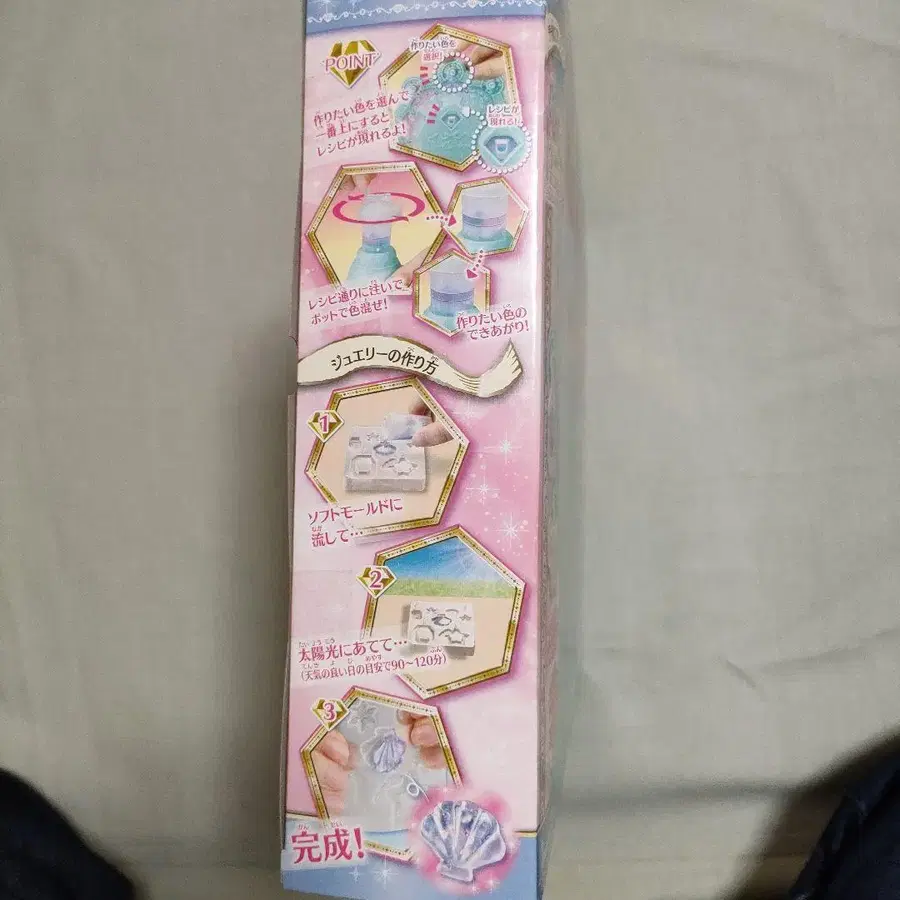 POINT
作りたい色を
選択!
作りたい色を選んで
一番上にすると
レシピが現れるよ!
レシピが
現れる!
レシピ通りに注いで
ポットで色混ぜ!
作りたい色の
できあがり!
ジュエリーの作り方
1
ソフトモールドに
流して…
2
太陽光にあてて…
(天気の良い日の目安で90～120分)
3
完成!